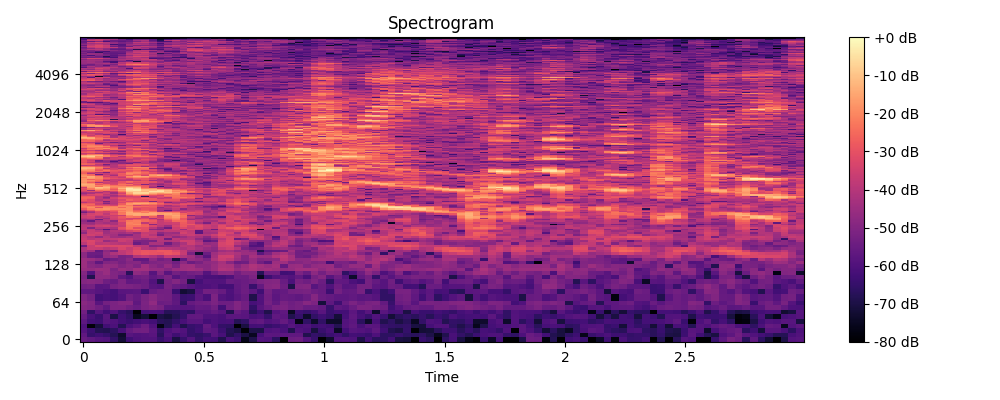 Spectrogram
Hz
4096
2048
1024
512
256
128
64
0
0
0.5
1
1.5
2
2.5
Time
+0 dB
-10 dB
-20 dB
-30 dB
-40 dB
-50 dB
-60 dB
-70 dB
-80 dB